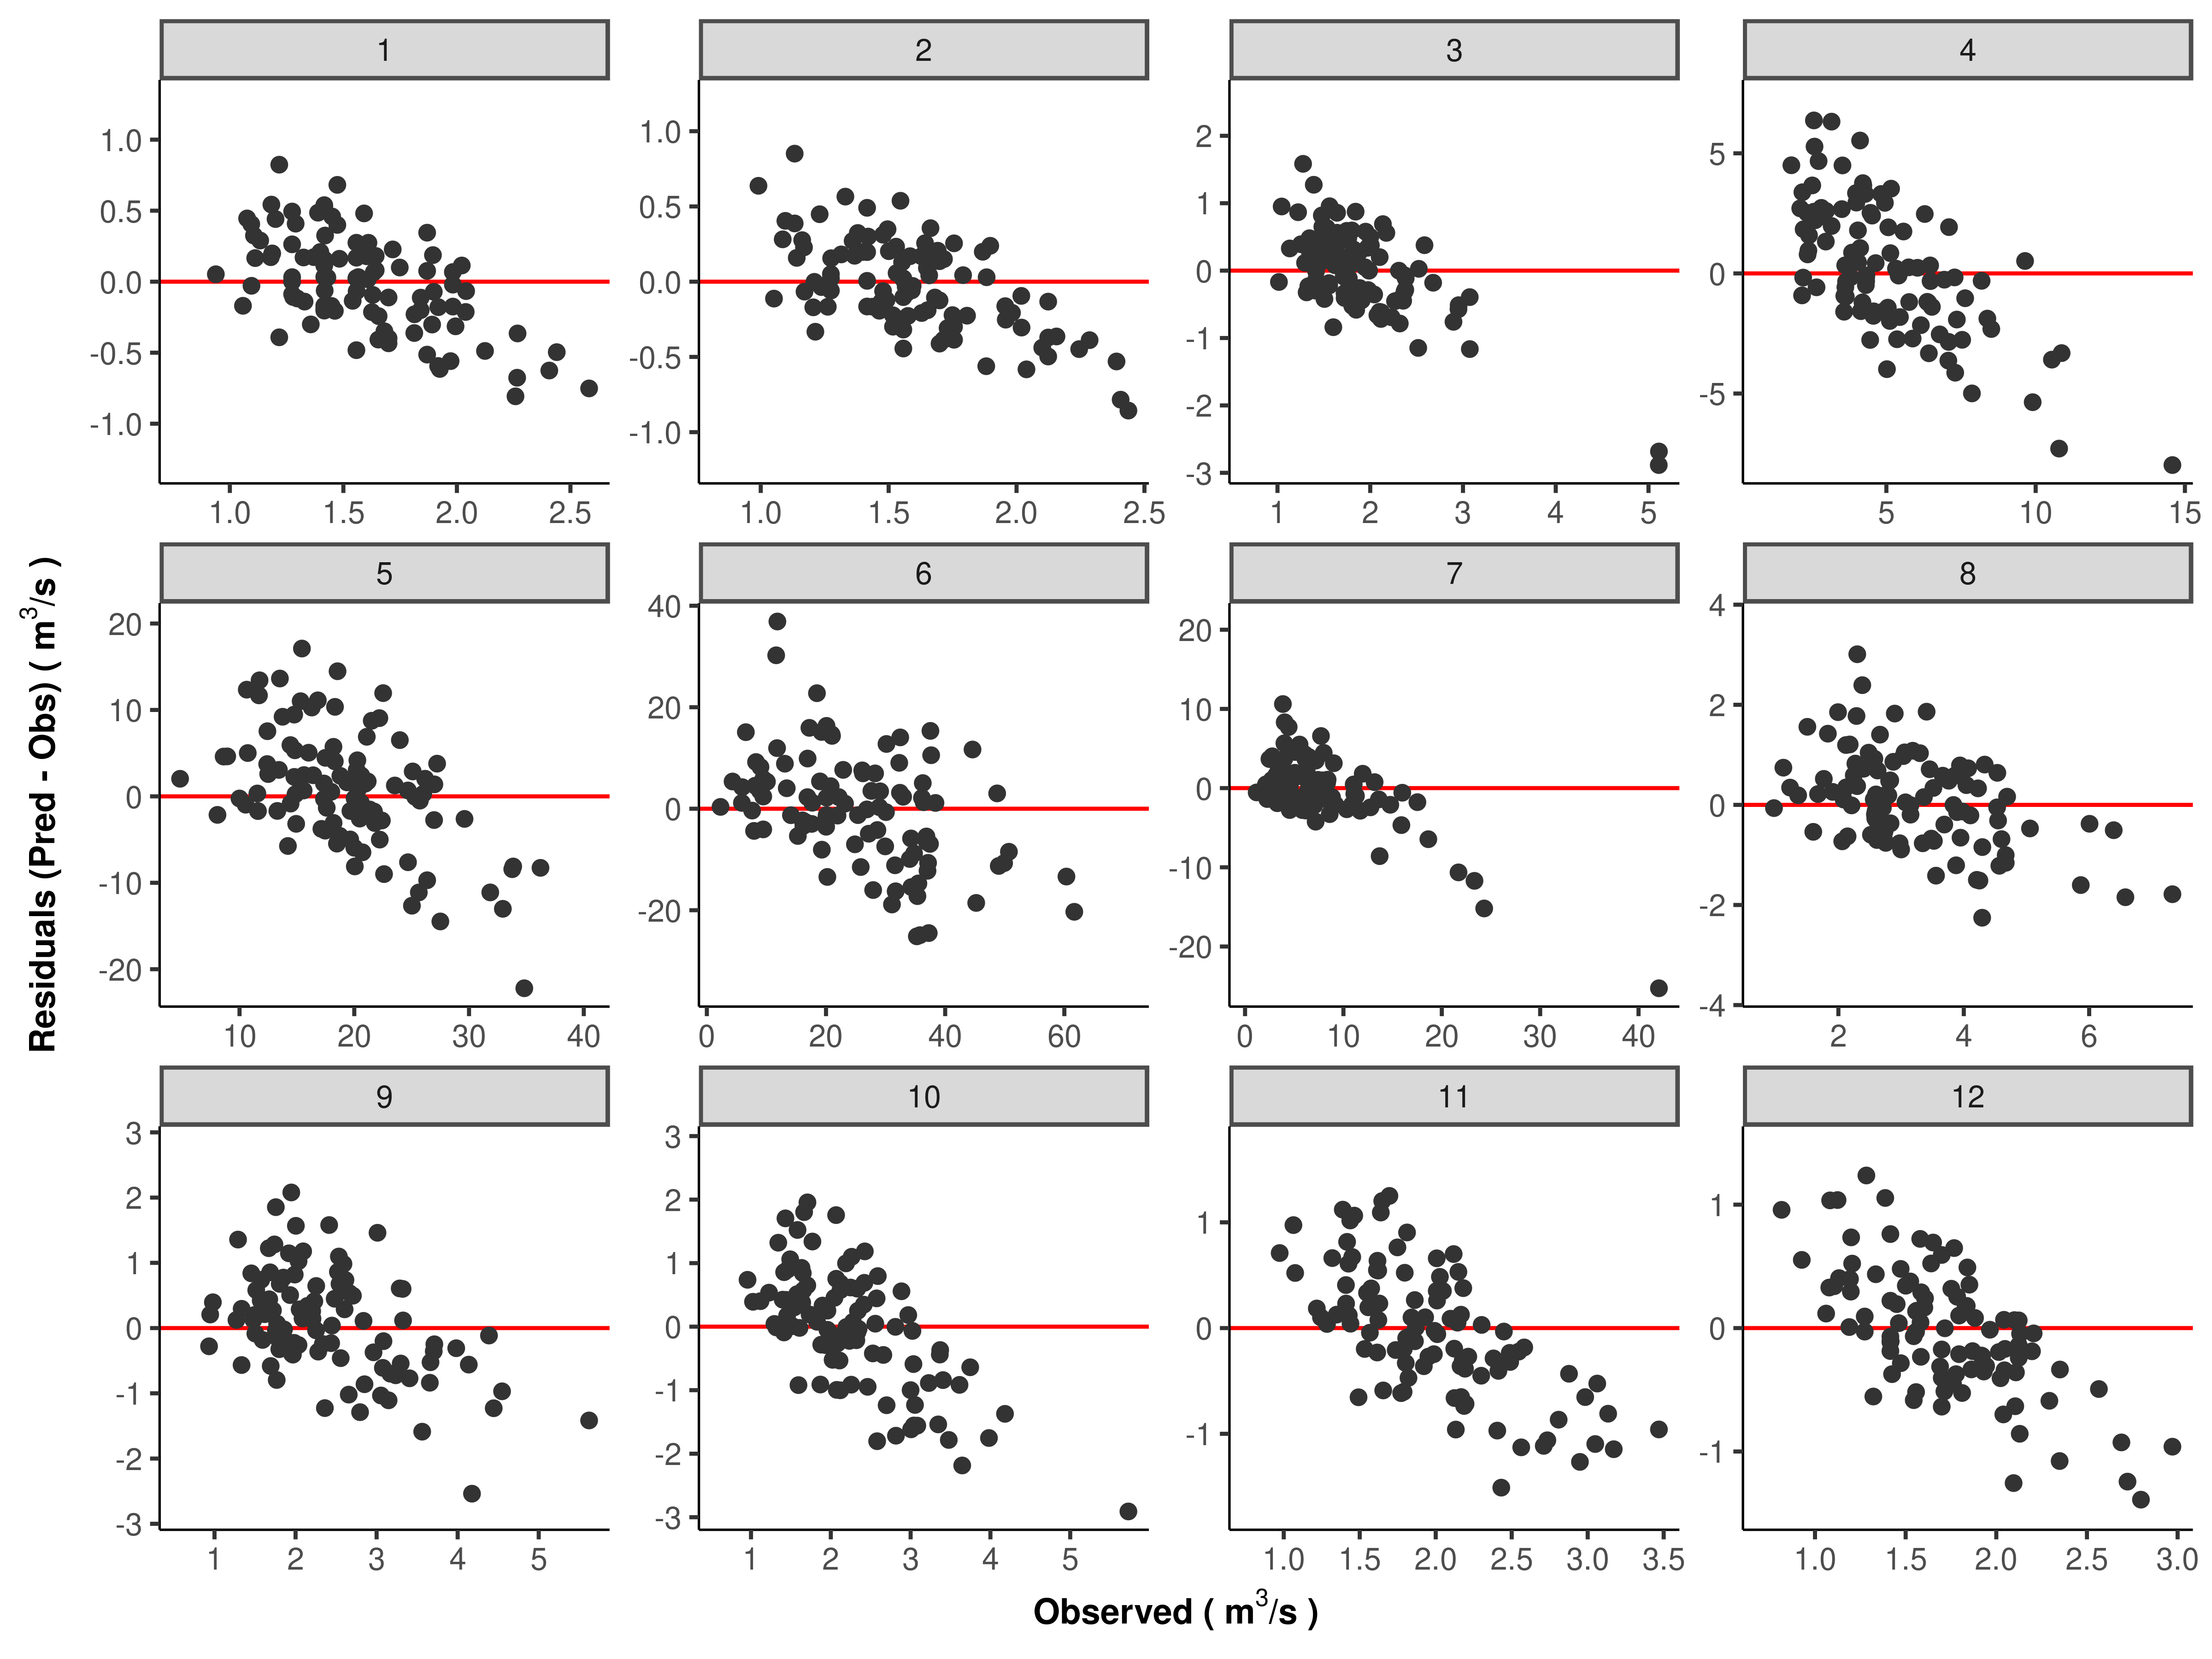 1 2 3 4
1.0 1.0 2 5
0.5 0.5 1
0.0 0.0 0 0
-0.5 -0.5 -1
-1.0 -1.0 -2 -5
-3
1.0 1.5 2.0 2.5 1.0 1.5 2.0 2.5 1 2 3 4 5 5 10 15
5 6 7 8
20 40 20 4
10 20 10 2
0 0 0 0
-10 -20 -10 -2
-20 -20 -4
10 20 30 40 0 20 40 60 0 10 20 30 40 2 4 6
9 10 11 12
3 3
2 2 1 1
1 1
0 0 0 0
-1 -1 -1 -1
-2 -2
-3 -3
1 2 3 4 5 1 2 3 4 5 1.0 1.5 2.0 2.5 3.0 3.5 1.0 1.5 2.0 2.5 3.0
Residuals (Pred - Obs) ( m³/s )
Observed ( m³/s )